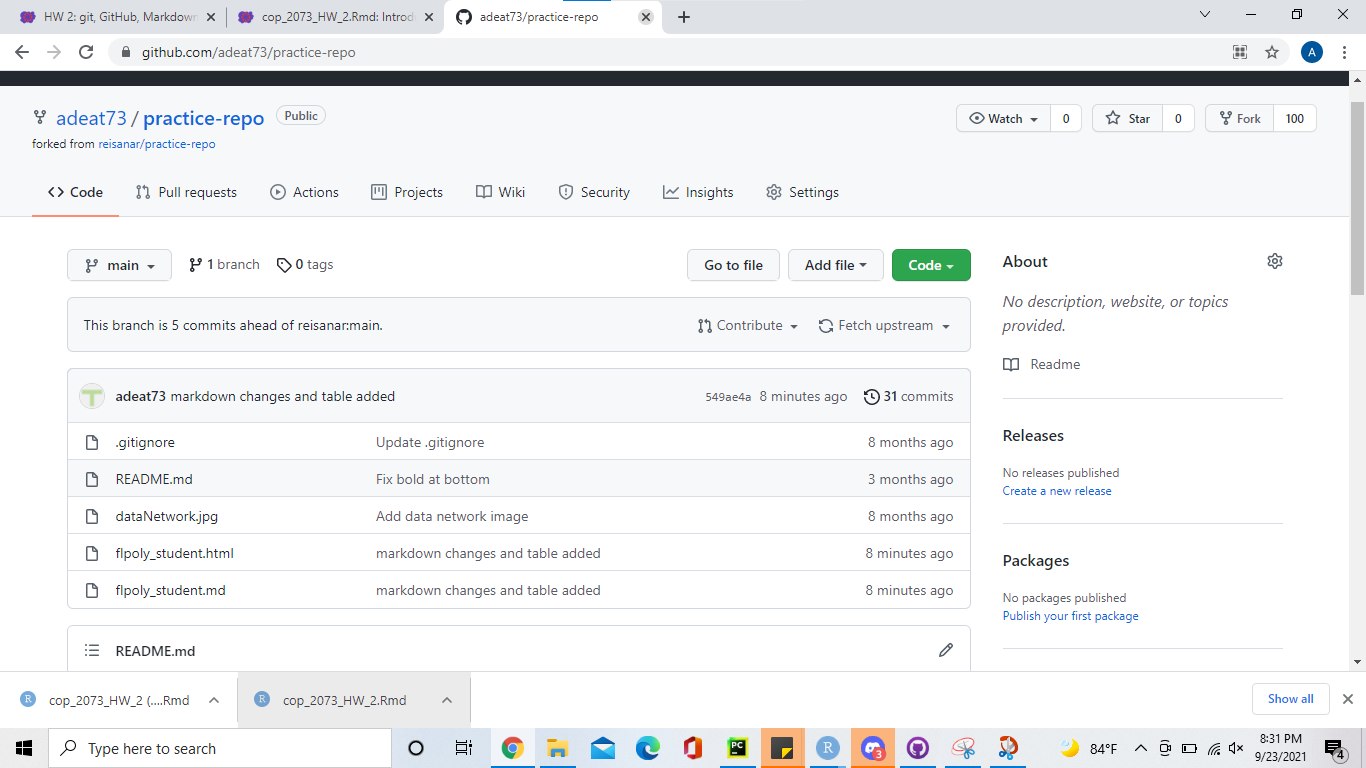 HW 2: git, GitHub, Markdown
cop_2073_HW_2.Rmd: Introd
adeat73/practice-repo
github.com/adeat73/practice-repo
A
adeat73 / practice-repo Public
Watch 0 Star 0 Fork 100
forked from reisanar/practice-repo
Code Pull requests Actions Projects Wiki Security Insights Settings
main 1 branch 0 tags Go to file Add file Code
About
No description, website, or topics
provided.
This branch is 5 commits ahead of reisanar:main. Contribute Fetch upstream
Readme
adeat73 markdown changes and table added 549ae4a 8 minutes ago 31 commits
.gitignore Update .gitignore 8 months ago
README.md Fix bold at bottom 3 months ago
dataNetwork.jpg Add data network image 8 months ago
flpoly_student.html markdown changes and table added 8 minutes ago
flpoly_student.md markdown changes and table added 8 minutes ago
Releases
No releases published
Create a new release
Packages
No packages published
Publish your first package
README.md
R cop_2073_HW_2 (....Rmd
R cop_2073_HW_2.Rmd
Show all
Type here to search
PC
R
3
84°F
8:31 PM
9/23/2021
4